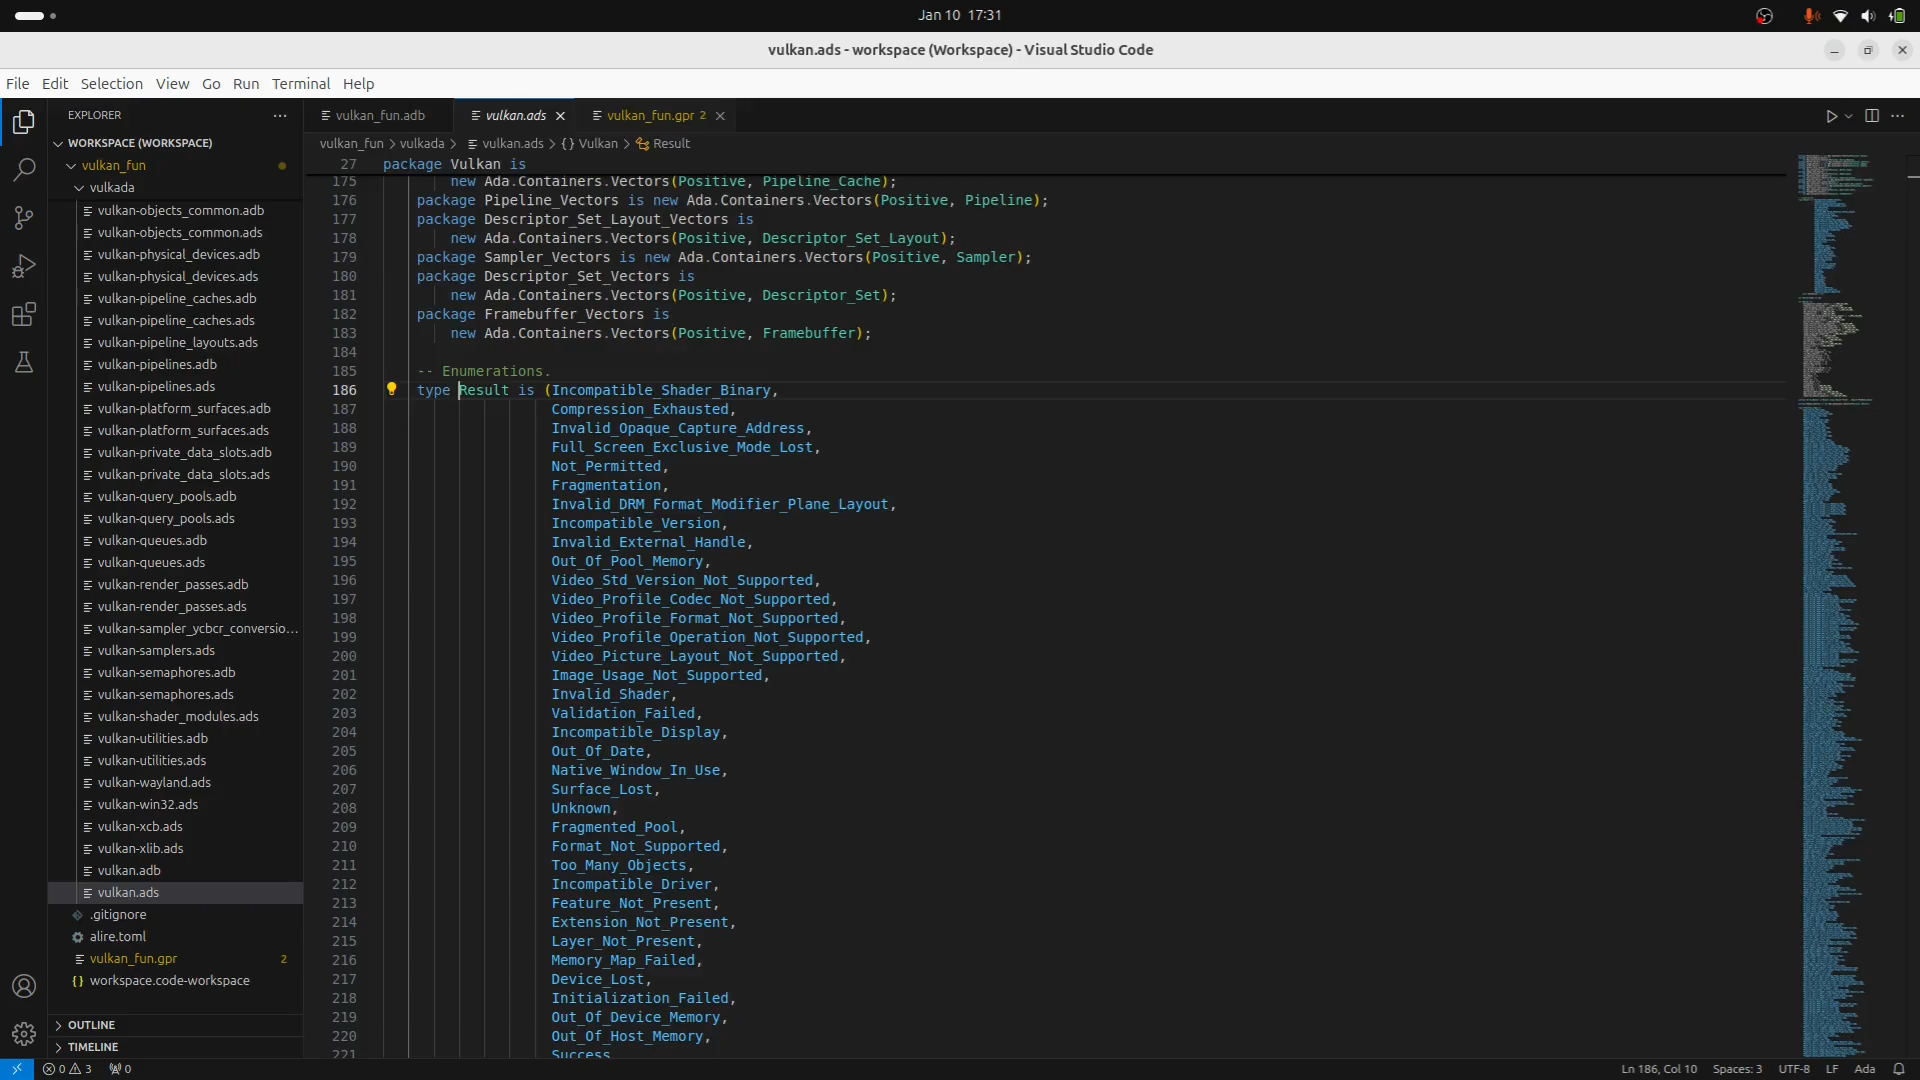 Jan 10 17:31
vulkan.ads - workspace (Workspace) - Visual Studio Code
File Edit Selection View Go Run Terminal Help
EXPLORER
WORKSPACE (WORKSPACE)
vulkan_fun
vulkada
vulkan-objects_common.adb
vulkan-objects_common.ads
vulkan-physical_devices.adb
vulkan-physical_devices.ads
vulkan-pipeline_caches.adb
vulkan-pipeline_caches.ads
vulkan-pipeline_layouts.ads
vulkan-pipelines.adb
vulkan-pipelines.ads
vulkan-platform_surfaces.adb
vulkan-platform_surfaces.ads
vulkan-private_data_slots.adb
vulkan-private_data_slots.ads
vulkan-query_pools.adb
vulkan-query_pools.ads
vulkan-queues.adb
vulkan-queues.ads
vulkan-render_passes.adb
vulkan-render_passes.ads
vulkan-sampler_ycbcr_conversio...
vulkan-samplers.ads
vulkan-semaphores.adb
vulkan-semaphores.ads
vulkan-shader_modules.ads
vulkan-utilities.adb
vulkan-utilities.ads
vulkan-wayland.ads
vulkan-win32.ads
vulkan-xcb.ads
vulkan-xlib.ads
vulkan.adb
vulkan.ads
.gitignore
alire.toml
vulkan_fun.gpr 2
workspace.code-workspace
OUTLINE
TIMELINE
vulkan_fun.adb vulkan.ads vulkan_fun.gpr 2
vulkan_fun > vulkada > vulkan.ads > {} Vulkan > Result
27 package Vulkan is
175 new Ada.Containers.Vectors(Positive, Pipeline_Cache);
176 package Pipeline_Vectors is new Ada.Containers.Vectors(Positive, Pipeline);
177 package Descriptor_Set_Layout_Vectors is
178 new Ada.Containers.Vectors(Positive, Descriptor_Set_Layout);
179 package Sampler_Vectors is new Ada.Containers.Vectors(Positive, Sampler);
180 package Descriptor_Set_Vectors is
181 new Ada.Containers.Vectors(Positive, Descriptor_Set);
182 package Framebuffer_Vectors is
183 new Ada.Containers.Vectors(Positive, Framebuffer);
184
185 -- Enumerations.
186 type Result is (Incompatible_Shader_Binary,
187 Compression_Exhausted,
188 Invalid_Opaque_Capture_Address,
189 Full_Screen_Exclusive_Mode_Lost,
190 Not_Permitted,
191 Fragmentation,
192 Invalid_DRM_Format_Modifier_Plane_Layout,
193 Incompatible_Version,
194 Invalid_External_Handle,
195 Out_Of_Pool_Memory,
196 Video_Std_Version_Not_Supported,
197 Video_Profile_Codec_Not_Supported,
198 Video_Profile_Format_Not_Supported,
199 Video_Profile_Operation_Not_Supported,
200 Video_Picture_Layout_Not_Supported,
201 Image_Usage_Not_Supported,
202 Invalid_Shader,
203 Validation_Failed,
204 Incompatible_Display,
205 Out_Of_Date,
206 Native_Window_In_Use,
207 Surface_Lost,
208 Unknown,
209 Fragmented_Pool,
210 Format_Not_Supported,
211 Too_Many_Objects,
212 Incompatible_Driver,
213 Feature_Not_Present,
214 Extension_Not_Present,
215 Layer_Not_Present,
216 Memory_Map_Failed,
217 Device_Lost,
218 Initialization_Failed,
219 Out_Of_Device_Memory,
220 Out_Of_Host_Memory,
221 Success
0 3 0
Ln 186, Col 10 Spaces: 3 UTF-8 LF Ada